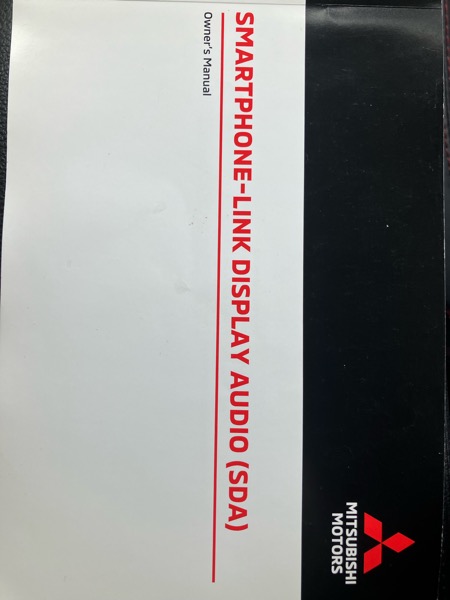 MITSUBISHI
MOTORS
SMARTPHONE-LINK DISPLAY AUDIO (SDA)
Owner's Manual